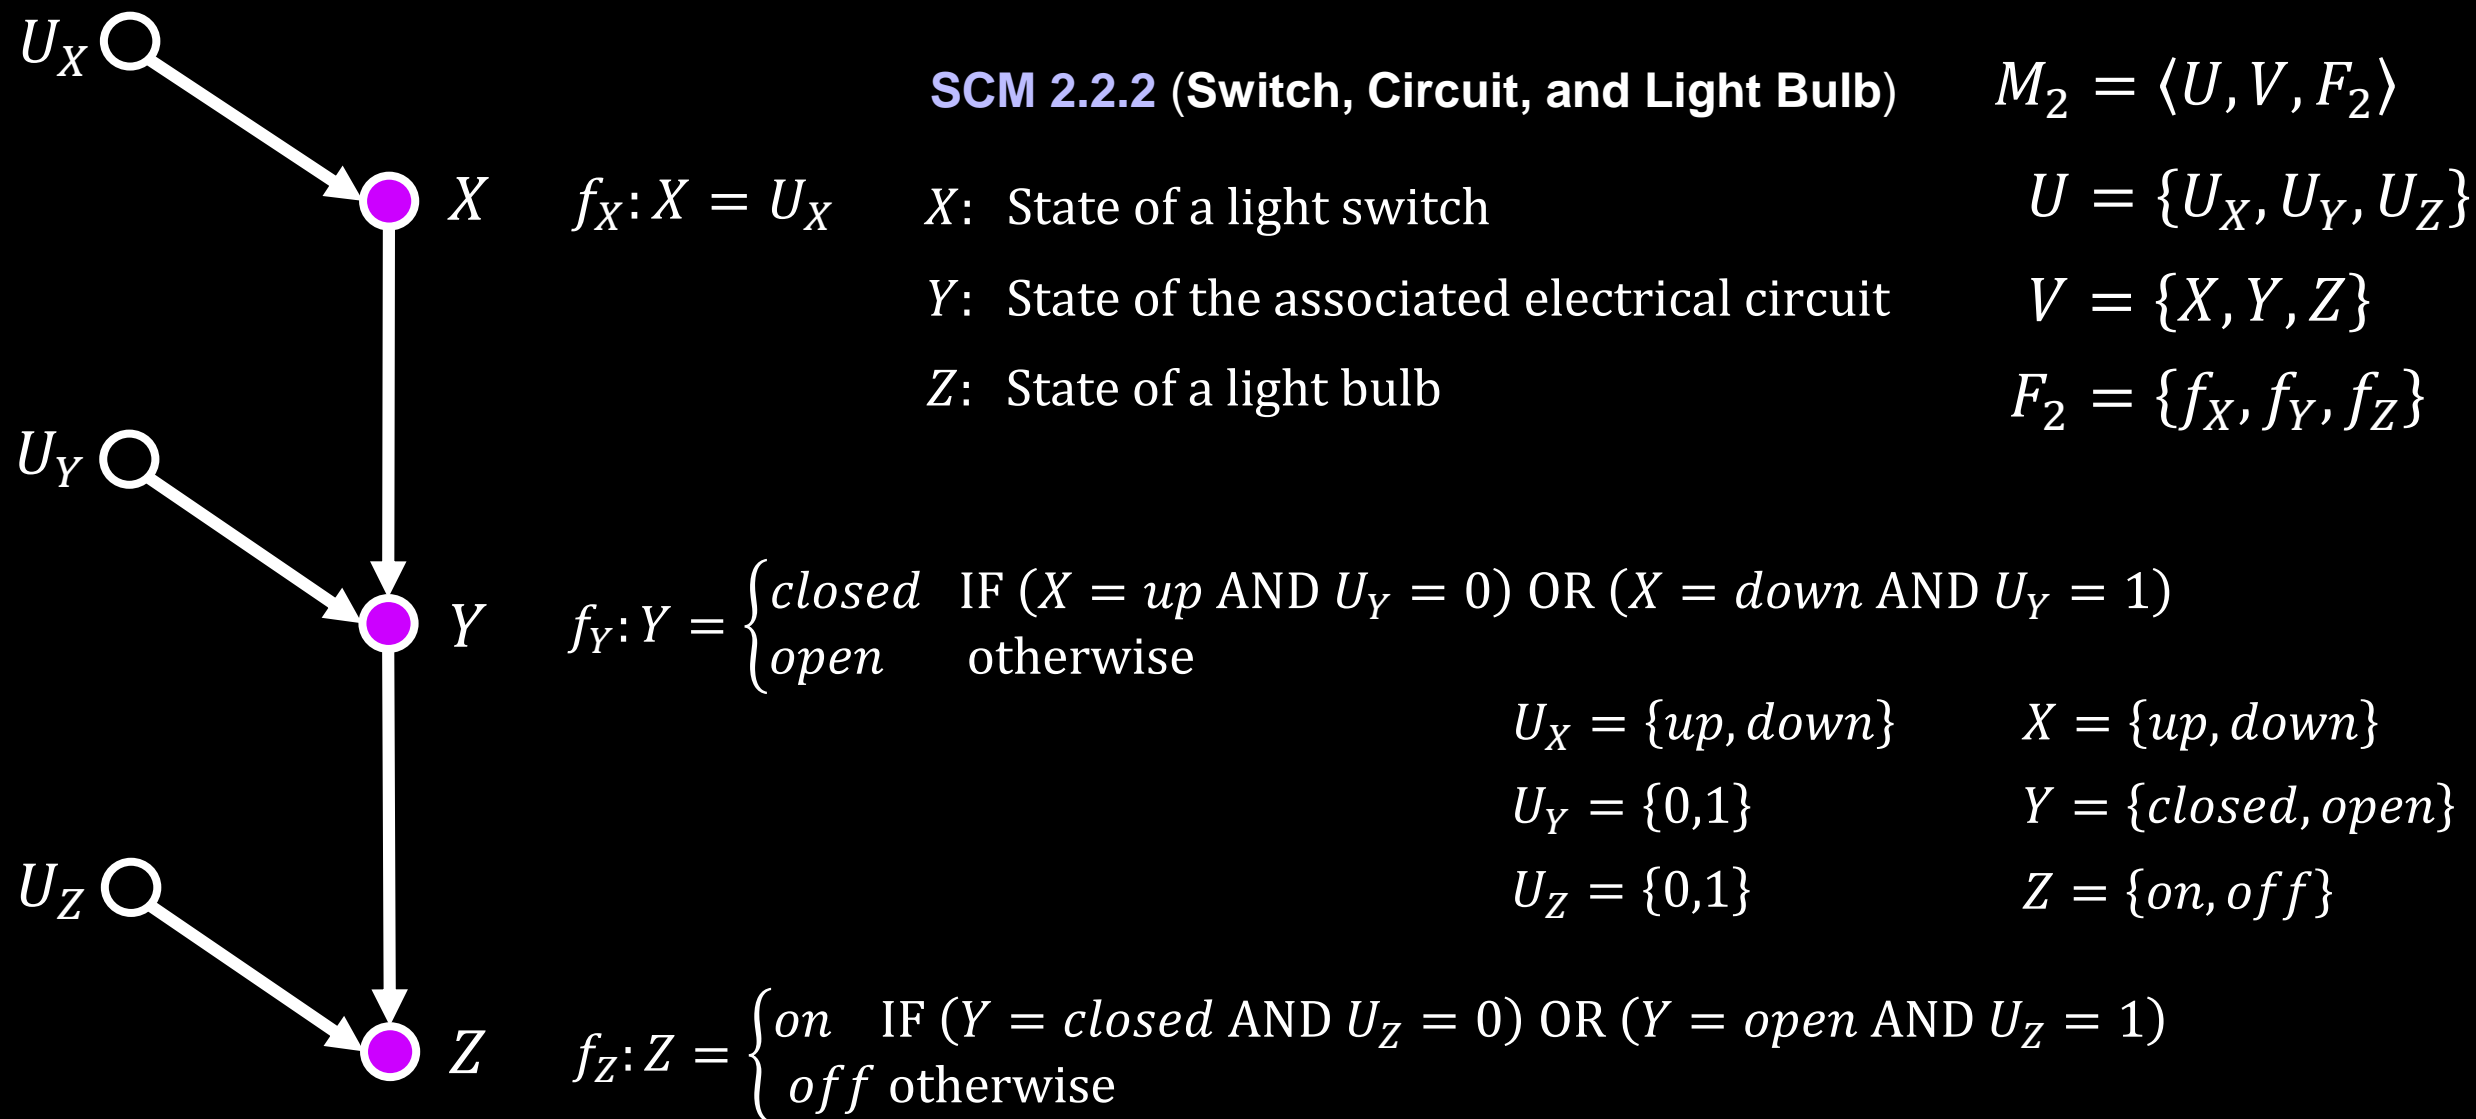 U_X
SCM 2.2.2 (Switch, Circuit, and Light Bulb)
M_2 = ⟨U, V, F_2⟩
X
f_X: X = U_X
X: State of a light switch
U = {U_X, U_Y, U_Z}
Y: State of the associated electrical circuit
V = {X, Y, Z}
Z: State of a light bulb
F_2 = {f_X, f_Y, f_Z}
U_Y
Y
f_Y: Y = { closed IF (X = up AND U_Y = 0) OR (X = down AND U_Y = 1)
open otherwise
U_X = {up, down}
X = {up, down}
U_Y = {0,1}
Y = {closed, open}
U_Z
U_Z = {0,1}
Z = {on, off}
Z
f_Z: Z = { on IF (Y = closed AND U_Z = 0) OR (Y = open AND U_Z = 1)
off otherwise